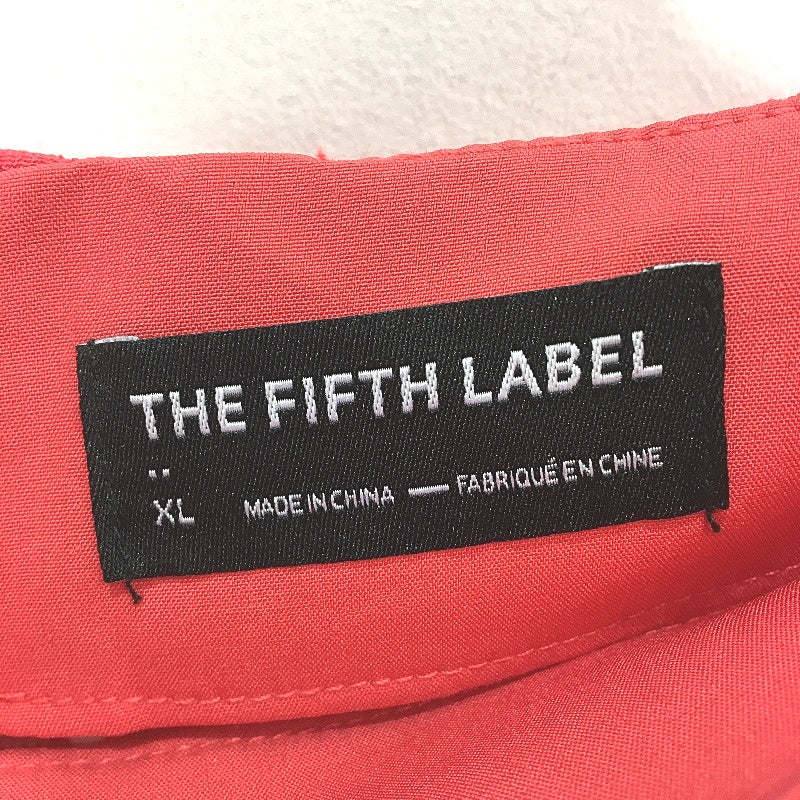 THE FIFTH LABEL
XL MADE IN CHINA — FABRIQUÉ EN CHINE